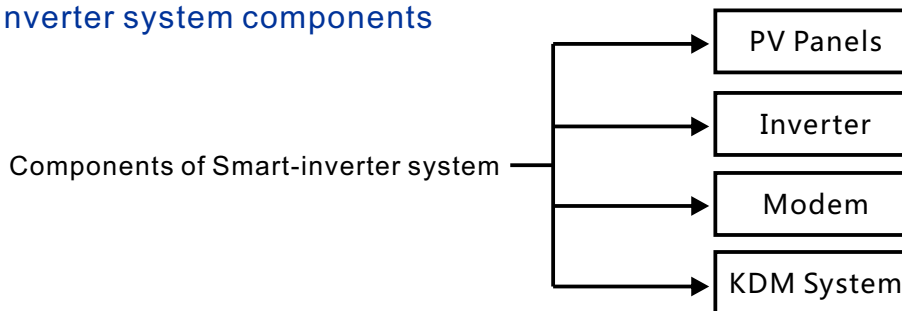 nverter system components
PV Panels
Inverter
Components of Smart-inverter system
Modem
KDM System